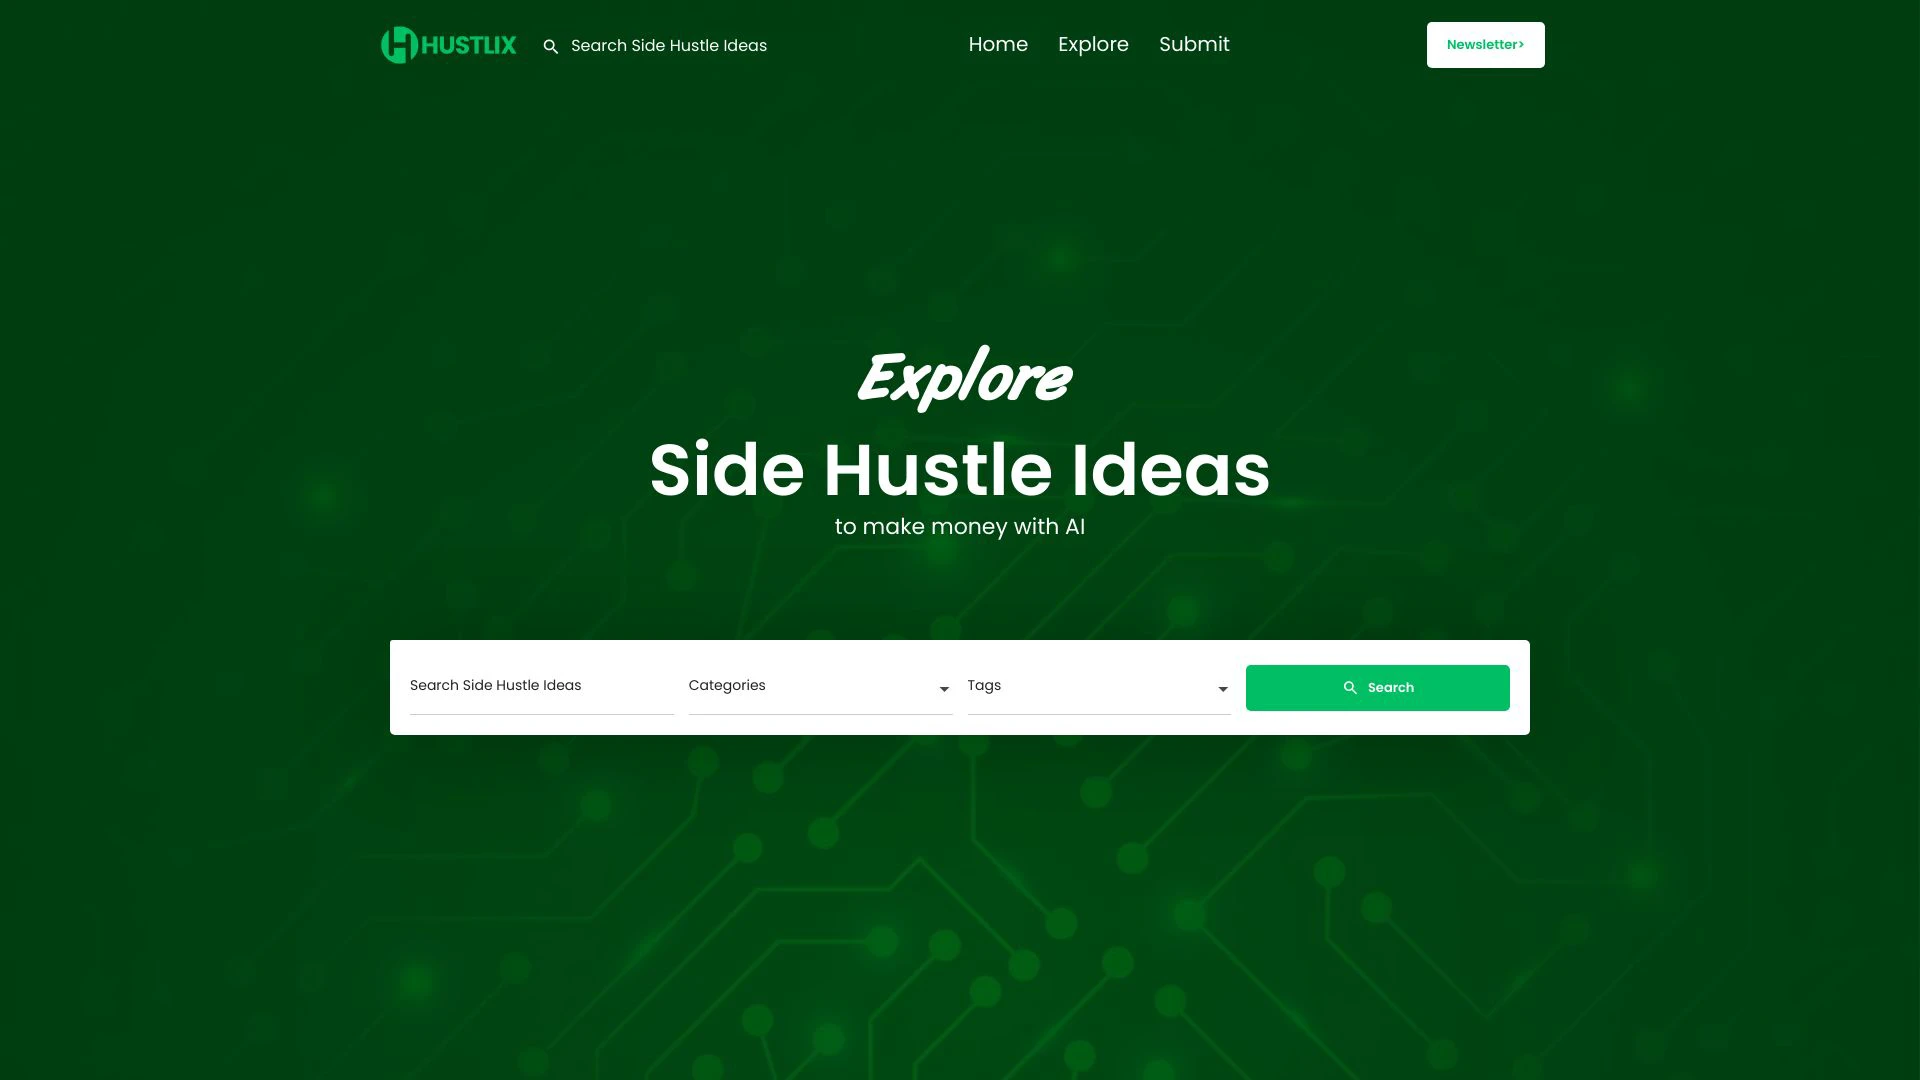 HUSTLIX
Search Side Hustle Ideas
Home
Explore
Submit
Newsletter>
Explore
Side Hustle Ideas
to make money with AI
Search Side Hustle Ideas
Categories
Tags
Search